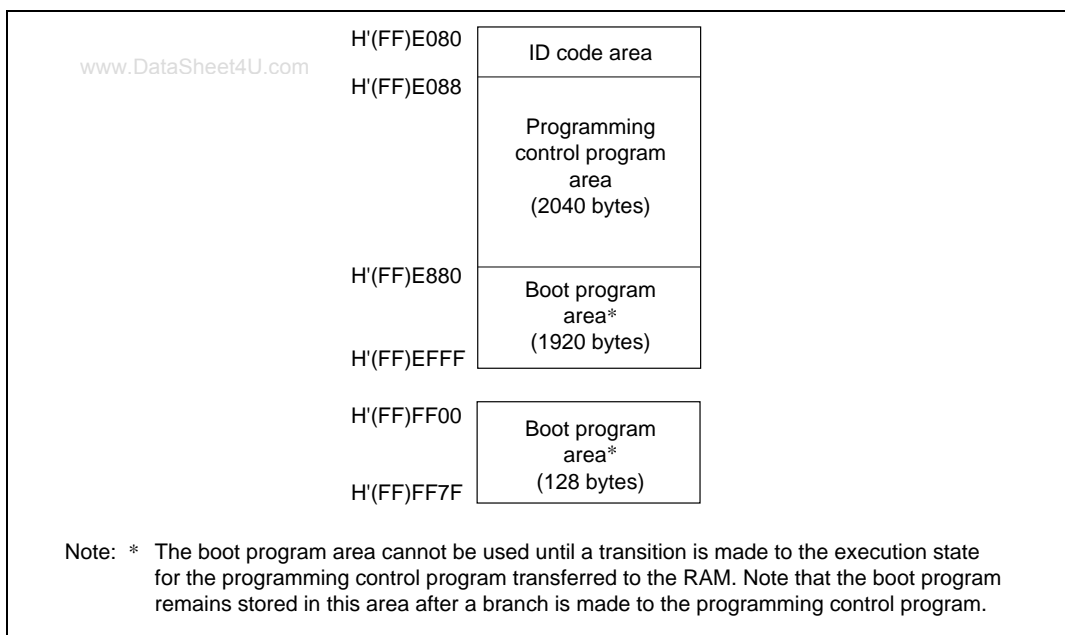 H'(FF)E080
ID code area
www.DataSheet4U.com
H'(FF)E088
Programming
control program
area
(2040 bytes)
H'(FF)E880
Boot program
area*
(1920 bytes)
H'(FF)EFFF
H'(FF)FF00
Boot program
area*
(128 bytes)
H'(FF)FF7F
Note: * The boot program area cannot be used until a transition is made to the execution state
for the programming control program transferred to the RAM. Note that the boot program
remains stored in this area after a branch is made to the programming control program.